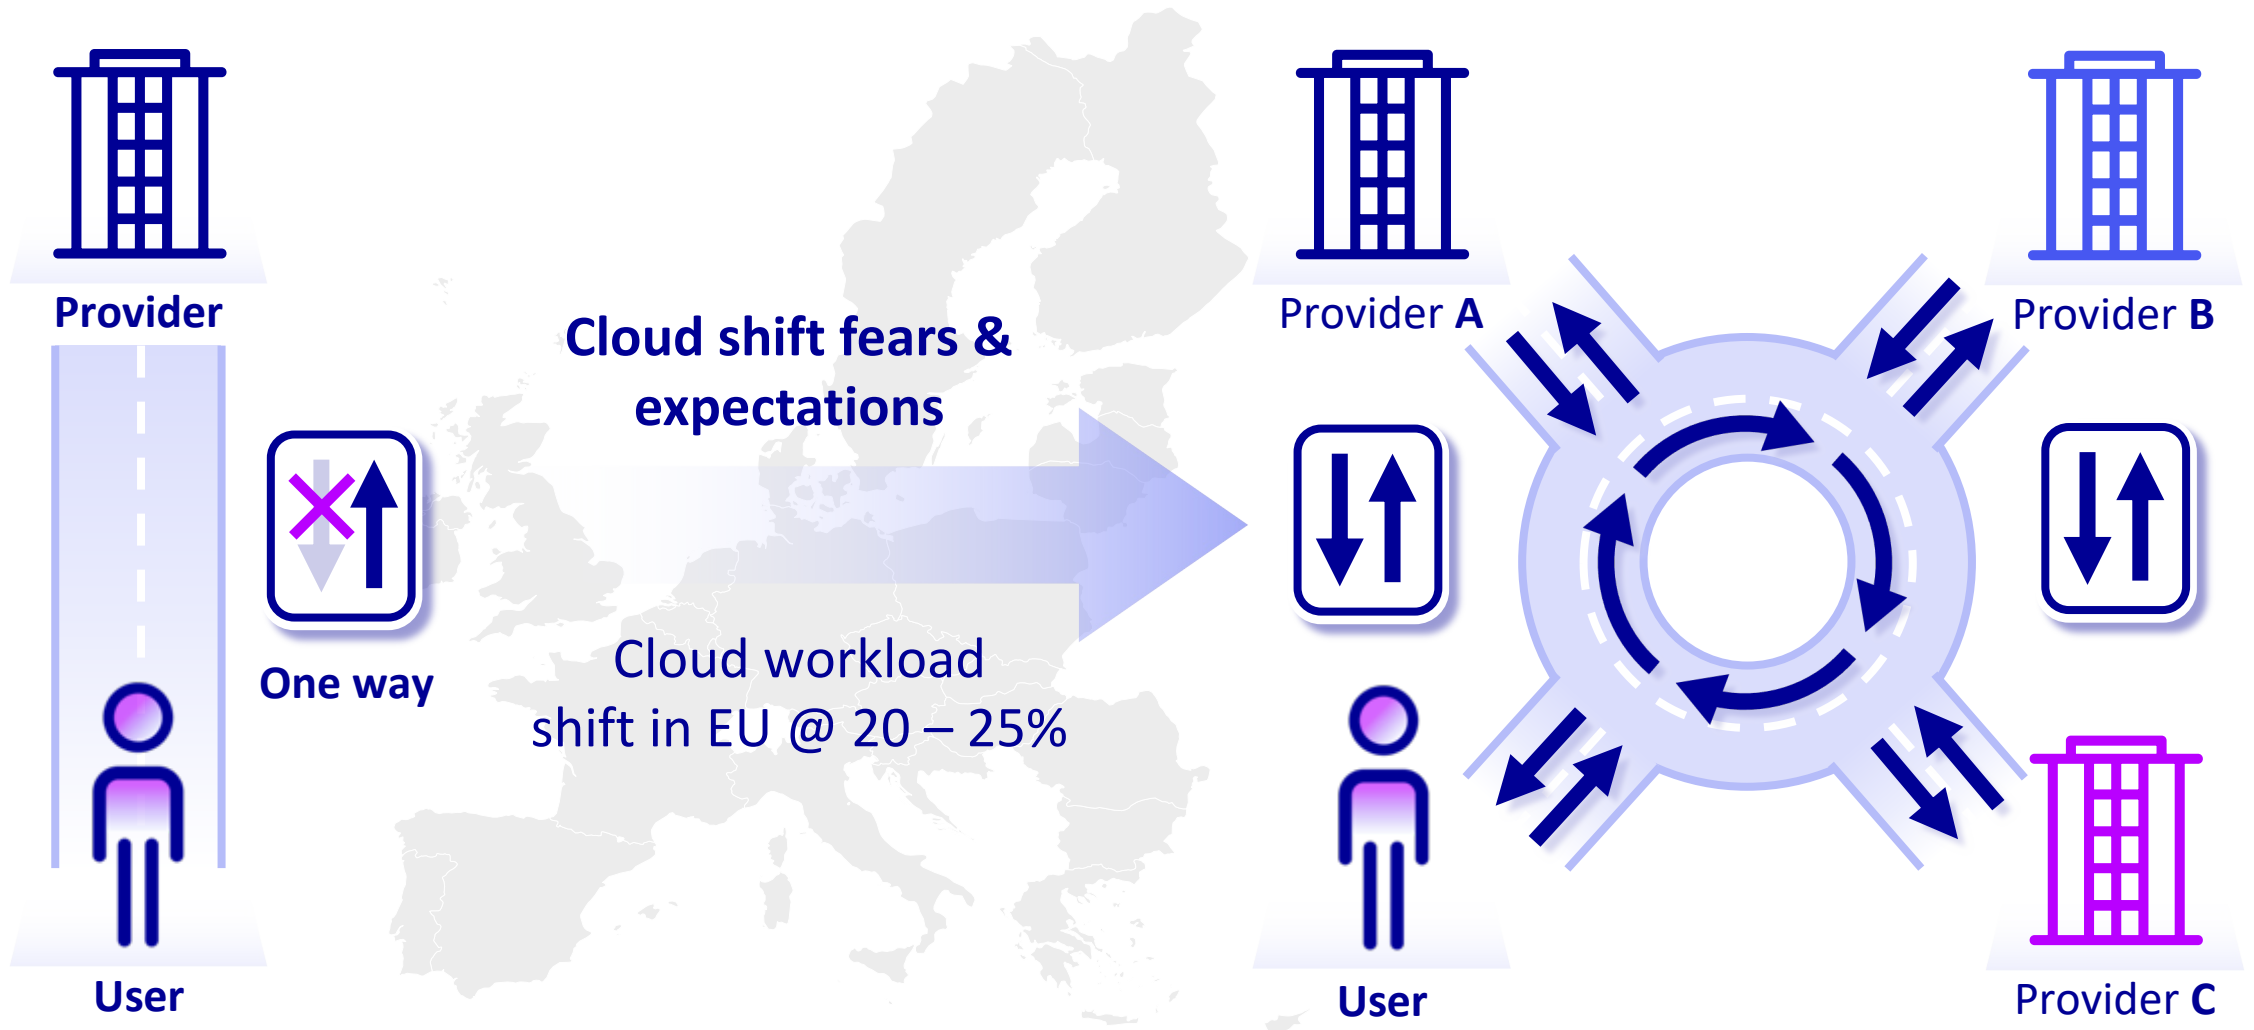 Provider
One way
User
Cloud shift fears &
expectations
Cloud workload
shift in EU @ 20 – 25%
Provider A
Provider B
User
Provider C